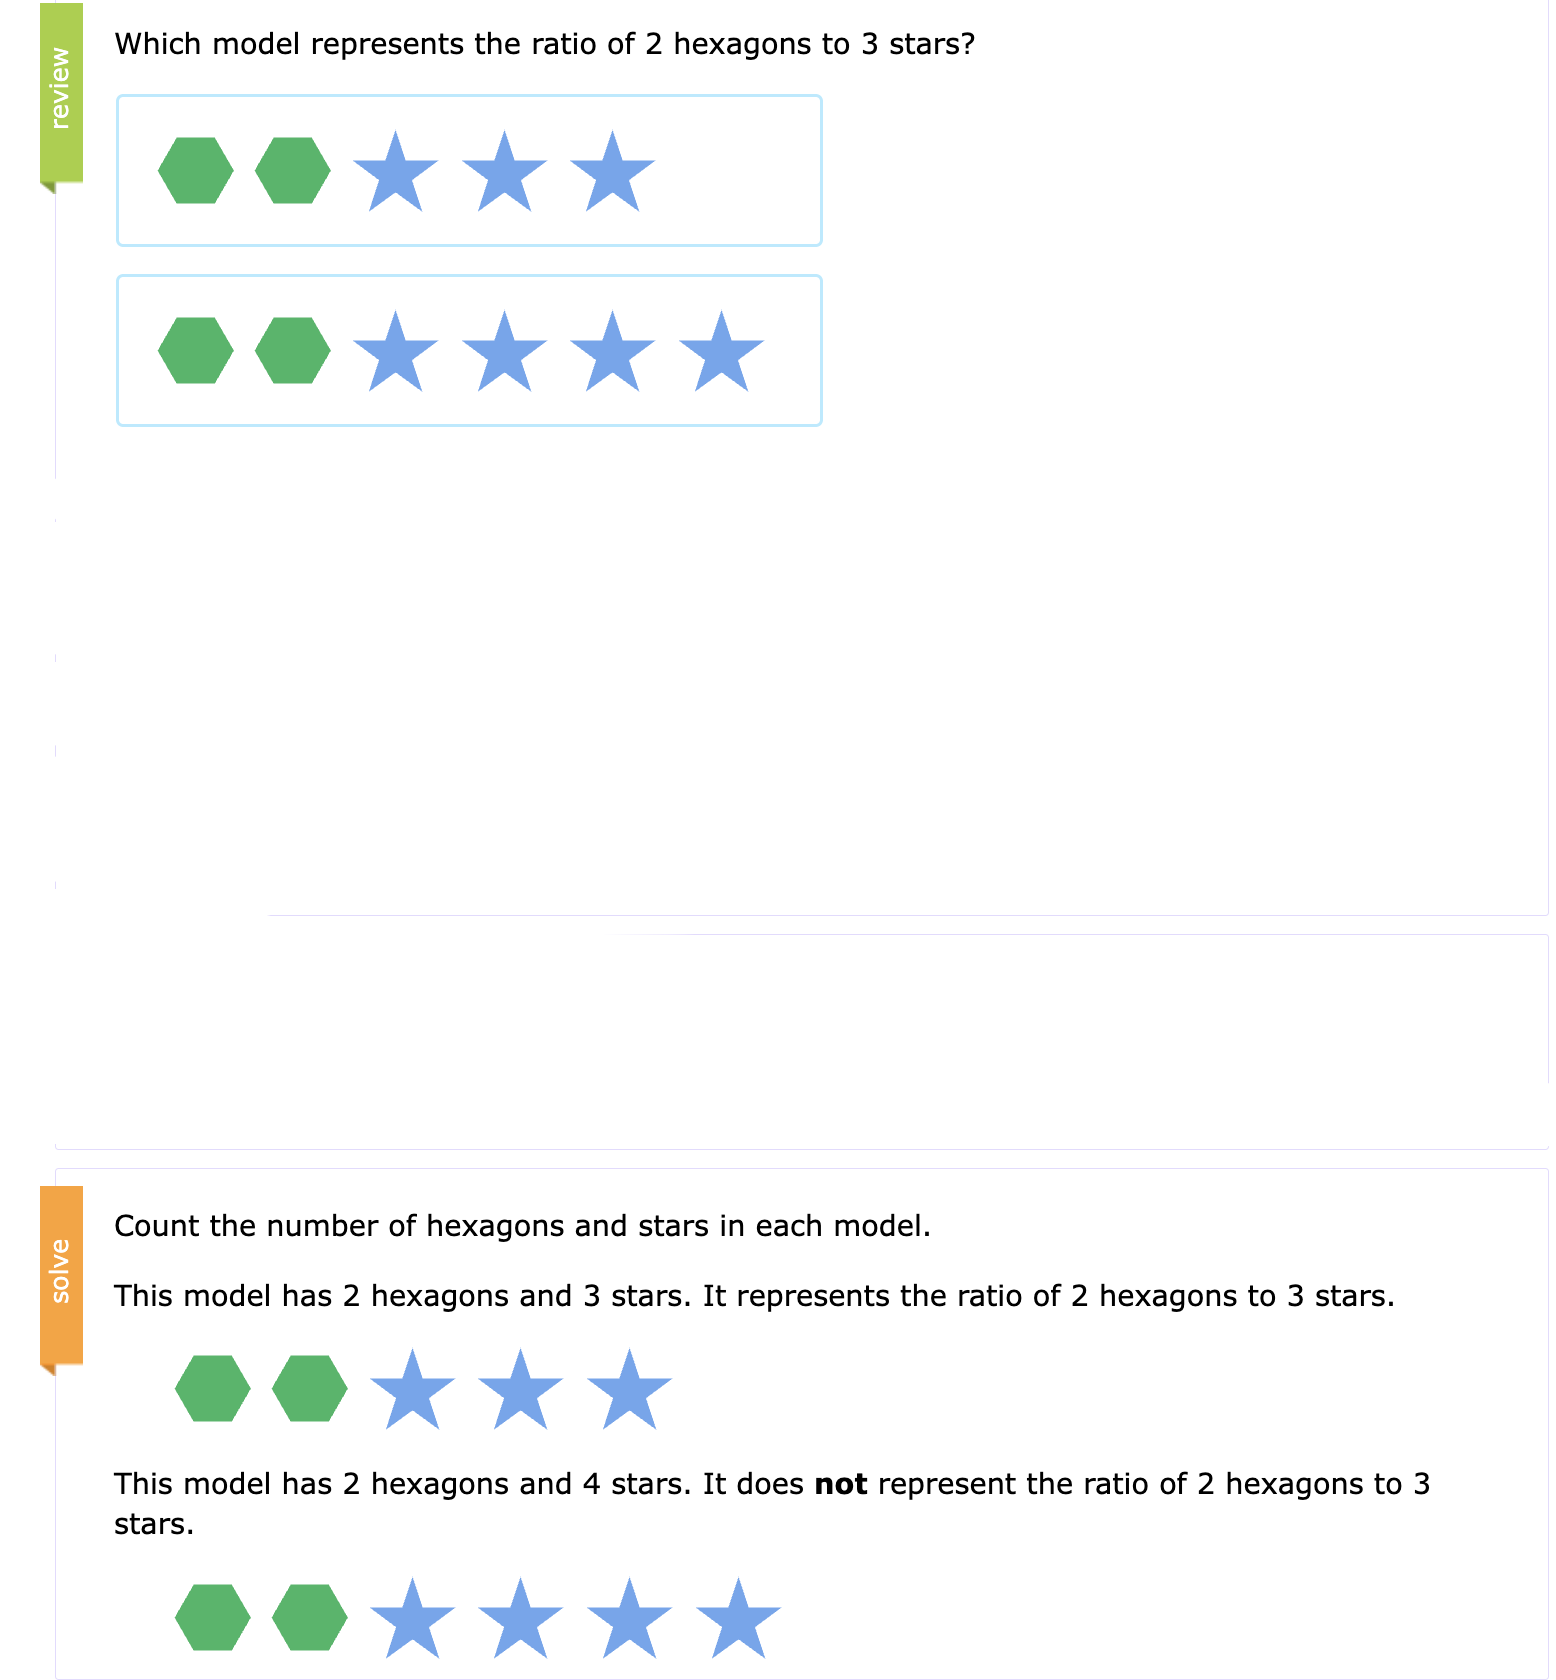 review
Which model represents the ratio of 2 hexagons to 3 stars?
solve
Count the number of hexagons and stars in each model.
This model has 2 hexagons and 3 stars. It represents the ratio of 2 hexagons to 3 stars.
This model has 2 hexagons and 4 stars. It does not represent the ratio of 2 hexagons to 3
stars.